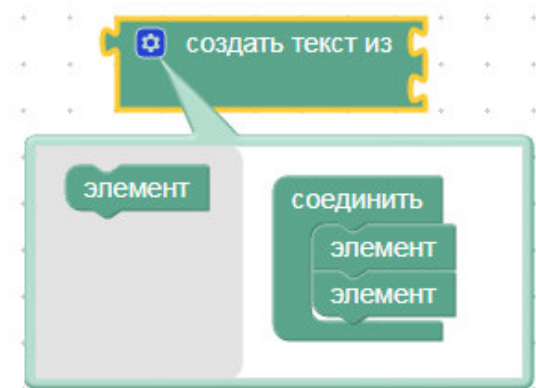 создать текст из
элемент
соединить
элемент
элемент